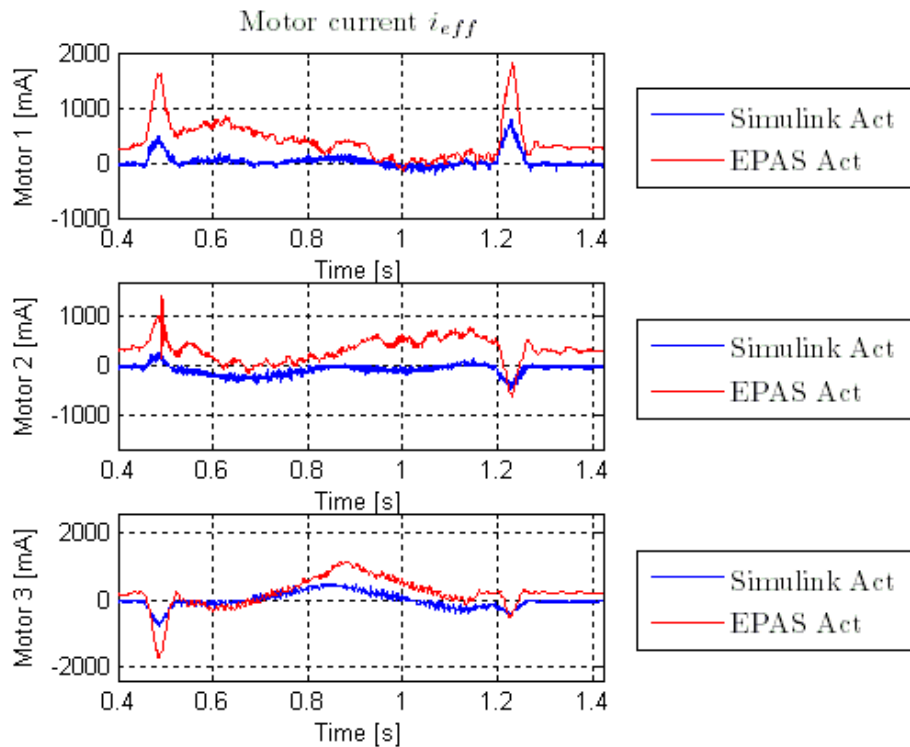 Motor current i_eff
Motor 1 [mA]
2000
1000
0
-1000
0.4 0.6 0.8 1 1.2 1.4
Time [s]
Simulink Act
EPAS Act
Motor 2 [mA]
1000
0
-1000
0.4 0.6 0.8 1 1.2 1.4
Time [s]
Simulink Act
EPAS Act
Motor 3 [mA]
2000
0
-2000
0.4 0.6 0.8 1 1.2 1.4
Time [s]
Simulink Act
EPAS Act